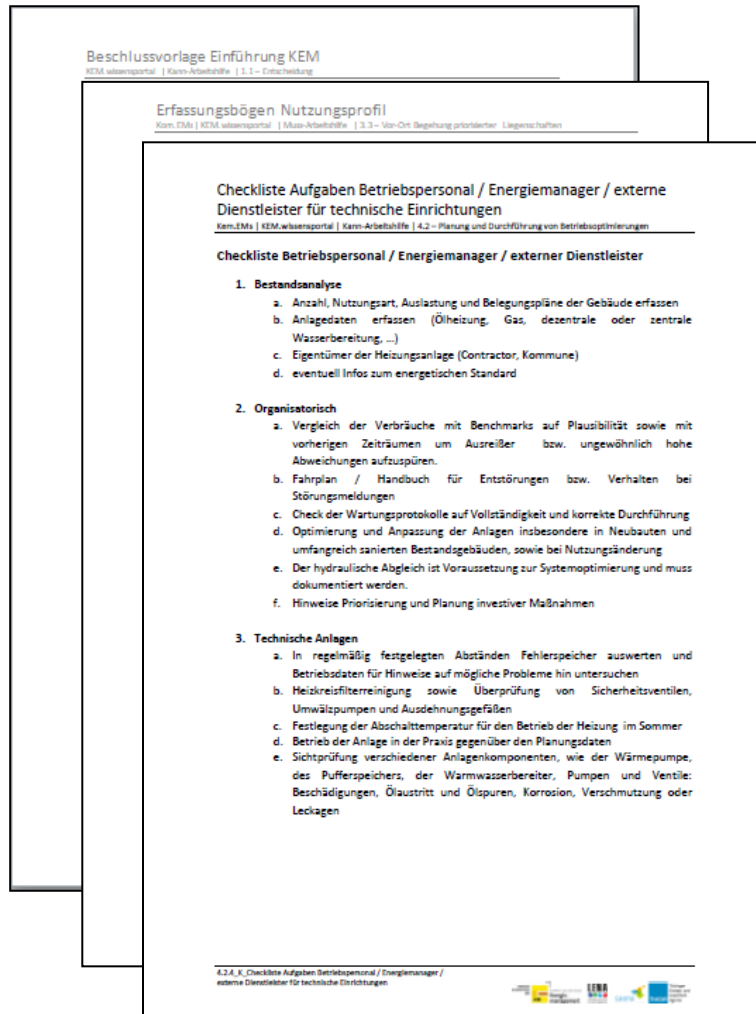 Beschlussvorlage Einführung KEM
KEM.wissensportal | Kann-Arbeitshilfe | 1.1 – Entscheidung
Erfassungsbögen Nutzungsprofil
Kom.EMs | KEM.wissensportal | Muss-Arbeitshilfe | 3.3 – Vor-Ort Begehung priorisierter Liegenschaften
Checkliste Aufgaben Betriebspersonal / Energiemanager / externe
Dienstleister für technische Einrichtungen
Kem.EMs | KEM.wissensportal | Kann-Arbeitshilfe | 4.2 – Planung und Durchführung von Betriebsoptimierungen
Checkliste Betriebspersonal / Energiemanager / externer Dienstleister
1. Bestandsanalyse
a. Anzahl, Nutzungsart, Auslastung und Belegungspläne der Gebäude erfassen
b. Anlagedaten erfassen (Ölheizung, Gas, dezentrale oder zentrale
Wasserbereitung, …)
c. Eigentümer der Heizungsanlage (Contractor, Kommune)
d. eventuell Infos zum energetischen Standard
2. Organisatorisch
a. Vergleich der Verbräuche mit Benchmarks auf Plausibilität sowie mit
vorherigen Zeiträumen um Ausreißer bzw. ungewöhnlich hohe
Abweichungen aufzuspüren.
b. Fahrplan / Handbuch für Entstörungen bzw. Verhalten bei
Störungsmeldungen
c. Check der Wartungsprotokolle auf Vollständigkeit und korrekte Durchführung
d. Optimierung und Anpassung der Anlagen insbesondere in Neubauten und
umfangreich sanierten Bestandsgebäuden, sowie bei Nutzungsänderung
e. Der hydraulische Abgleich ist Voraussetzung zur Systemoptimierung und muss
dokumentiert werden.
f. Hinweise Priorisierung und Planung investiver Maßnahmen
3. Technische Anlagen
a. In regelmäßig festgelegten Abständen Fehlerspeicher auswerten und
Betriebsdaten für Hinweise auf mögliche Probleme hin untersuchen
b. Heizkreisfilterreinigung sowie Überprüfung von Sicherheitsventilen,
Umwälzpumpen und Ausdehnungsgefäßen
c. Festlegung der Abschalttemperatur für den Betrieb der Heizung im Sommer
d. Betrieb der Anlage in der Praxis gegenüber den Planungsdaten
e. Sichtprüfung verschiedener Anlagenkomponenten, wie der Wärmepumpe,
des Pufferspeichers, der Warmwasserbereiter, Pumpen und Ventile:
Beschädigungen, Ölaustritt und Ölspuren, Korrosion, Verschmutzung oder
Leckagen
4.2.4_K_Checkliste Aufgaben Betriebspersonal / Energiemanager /
externe Dienstleister für technische Einrichtungen
LENA